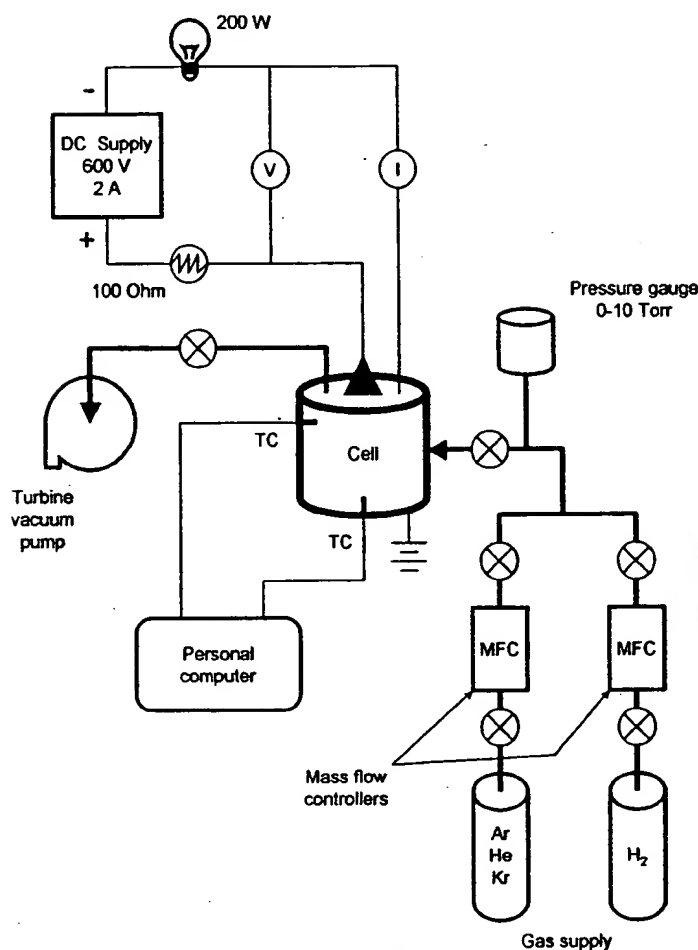 200 W
-
DC Supply
600 V
2 A
+
V
I
100 Ohm
Pressure gauge
0-10 Torr
TC
Cell
Turbine
vacuum
pump
TC
Personal
computer
MFC
MFC
Mass flow
controllers
Ar
He
Kr
H₂
Gas supply